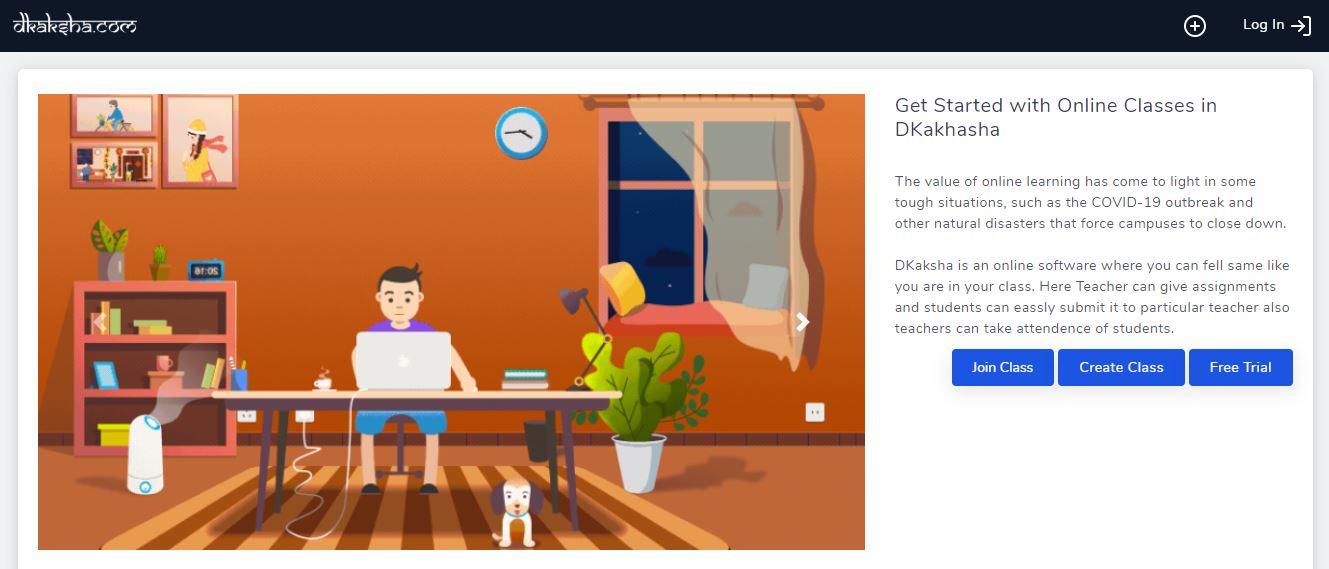 dkaksha.com
Log In
Get Started with Online Classes in
DKakhasha
The value of online learning has come to light in some
tough situations, such as the COVID-19 outbreak and
other natural disasters that force campuses to close down.
DKaksha is an online software where you can fell same like
you are in your class. Here Teacher can give assignments
and students can eassly submit it to particular teacher also
teachers can take attendence of students.
Join Class Create Class Free Trial
20:16